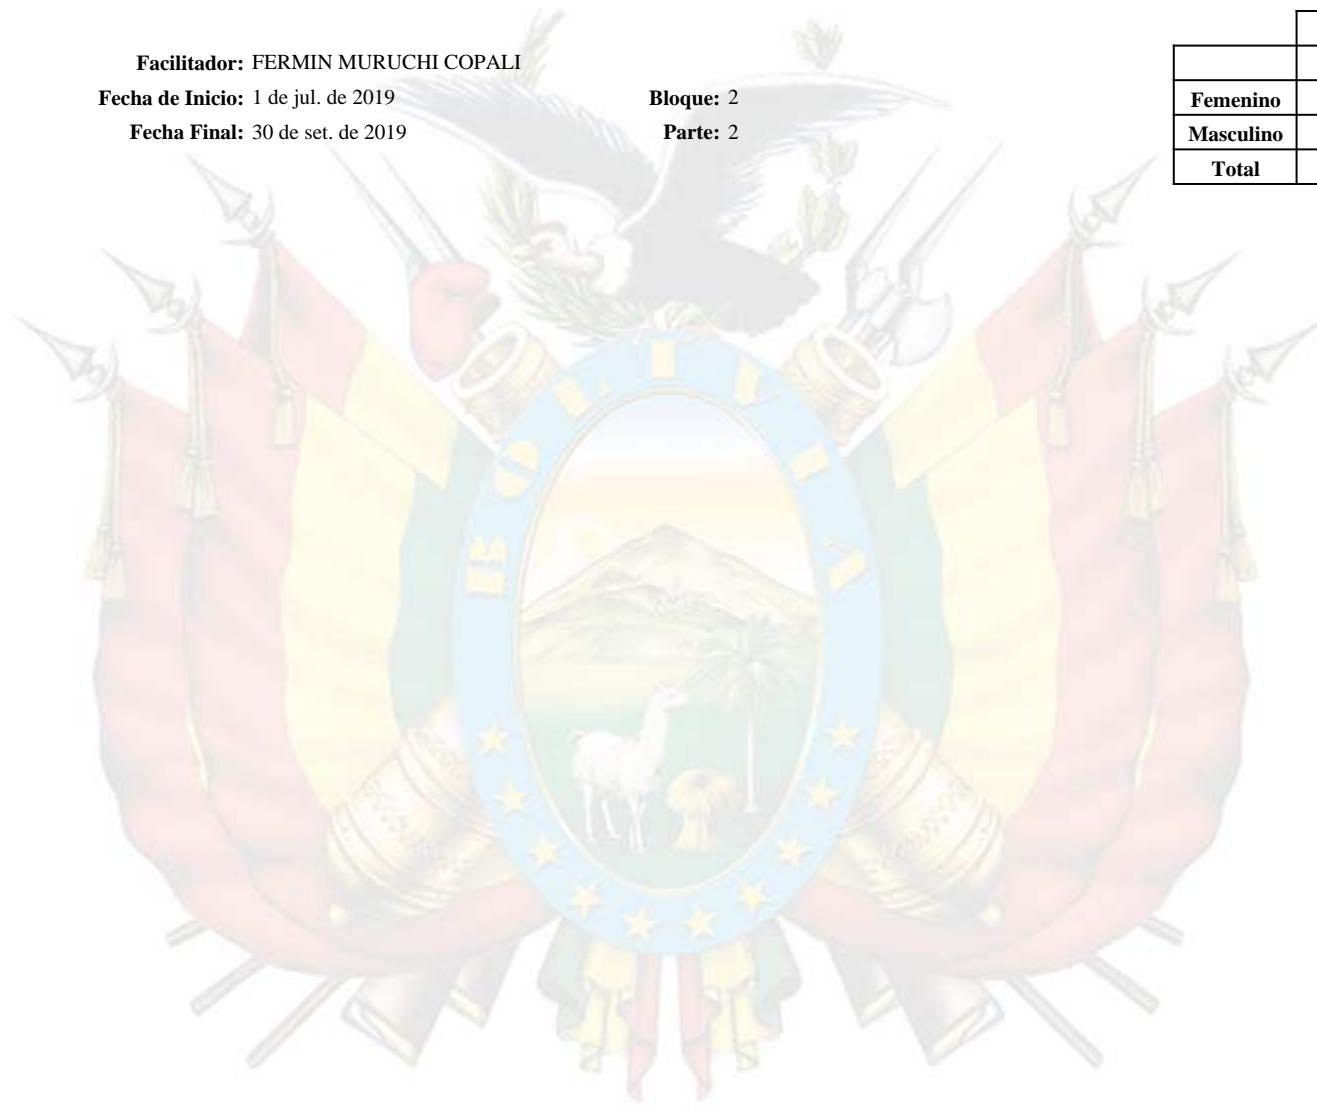 Facilitador: FERMIN MURUCHI COPALI
Fecha de Inicio: 1 de jul. de 2019 Bloque: 2
Fecha Final: 30 de set. de 2019 Parte: 2
Femenino
Masculino
Total
BOLIVIA